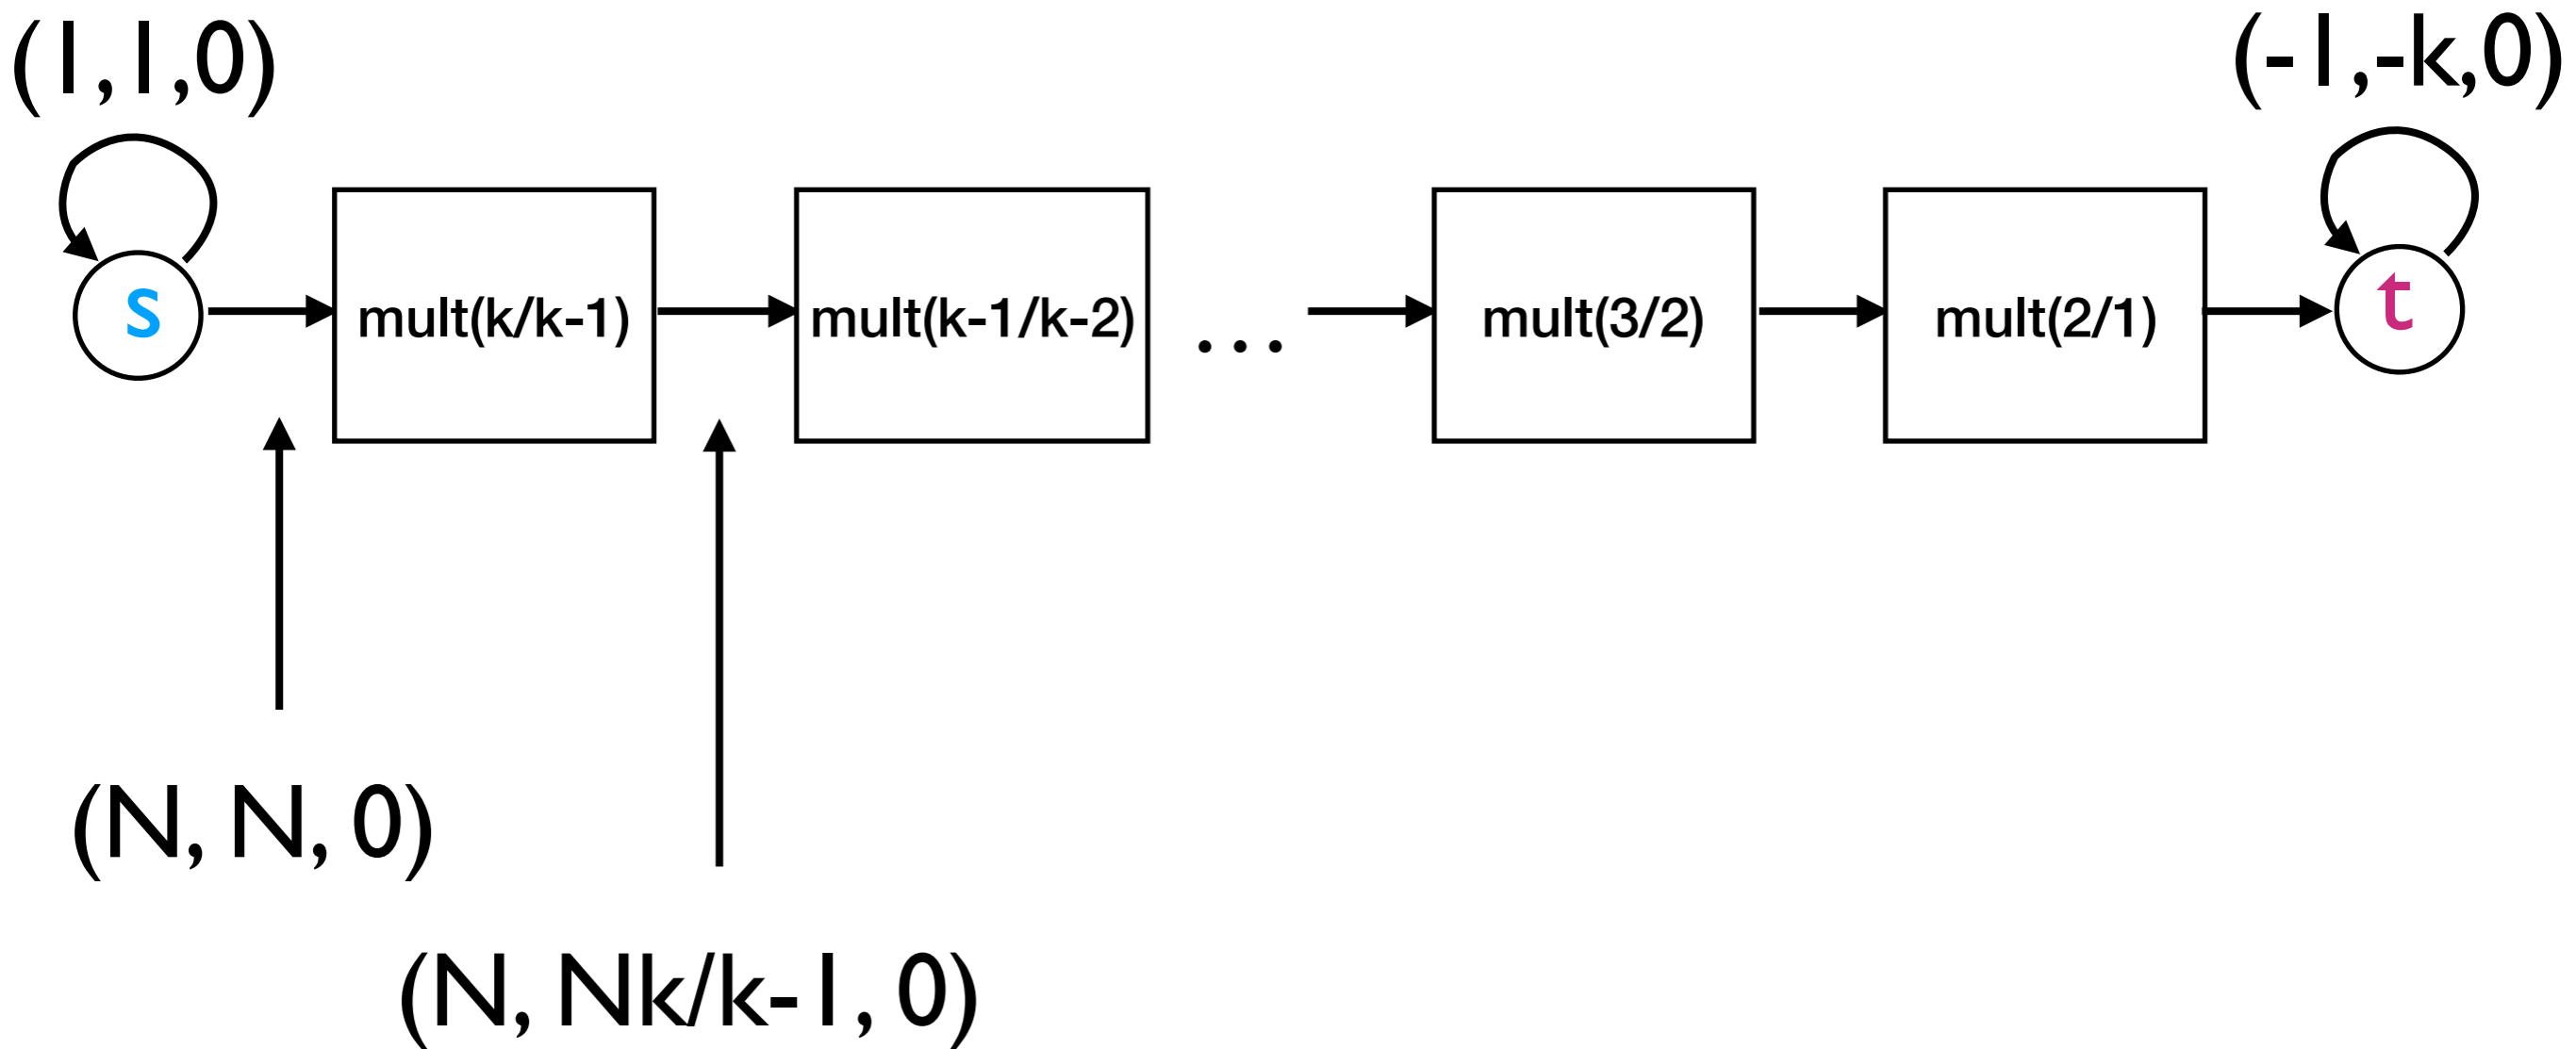 (1,1,0)
(-1,-k,0)
s
mult(k/k-1)
mult(k-1/k-2)
...
mult(3/2)
mult(2/1)
t
(N, N, 0)
(N, Nk/k-1, 0)